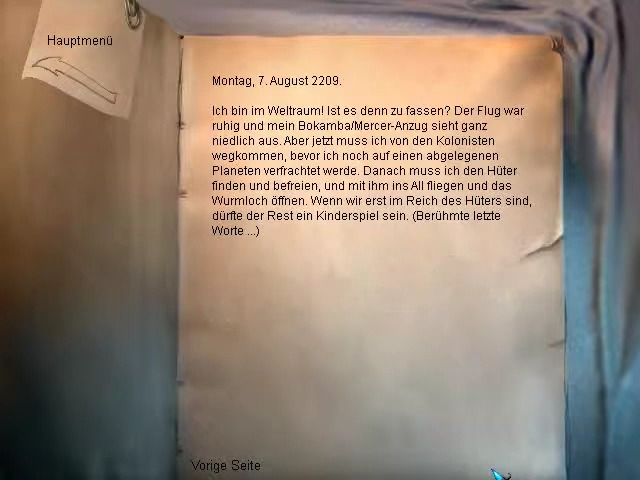 Hauptmenü
Montag, 7. August 2209.
Ich bin im Weltraum! Ist es denn zu fassen? Der Flug war
ruhig und mein Bokamba/Mercer-Anzug sieht ganz
niedlich aus. Aber jetzt muss ich von den Kolonisten
wegkommen, bevor ich noch auf einen abgelegenen
Planeten verfrachtet werde. Danach muss ich den Hüter
finden und befreien, und mit ihm ins All fliegen und das
Wurmloch öffnen. Wenn wir erst im Reich des Hüters sind,
dürfte der Rest ein Kinderspiel sein. (Berühmte letzte
Worte ...)
Vorige Seite